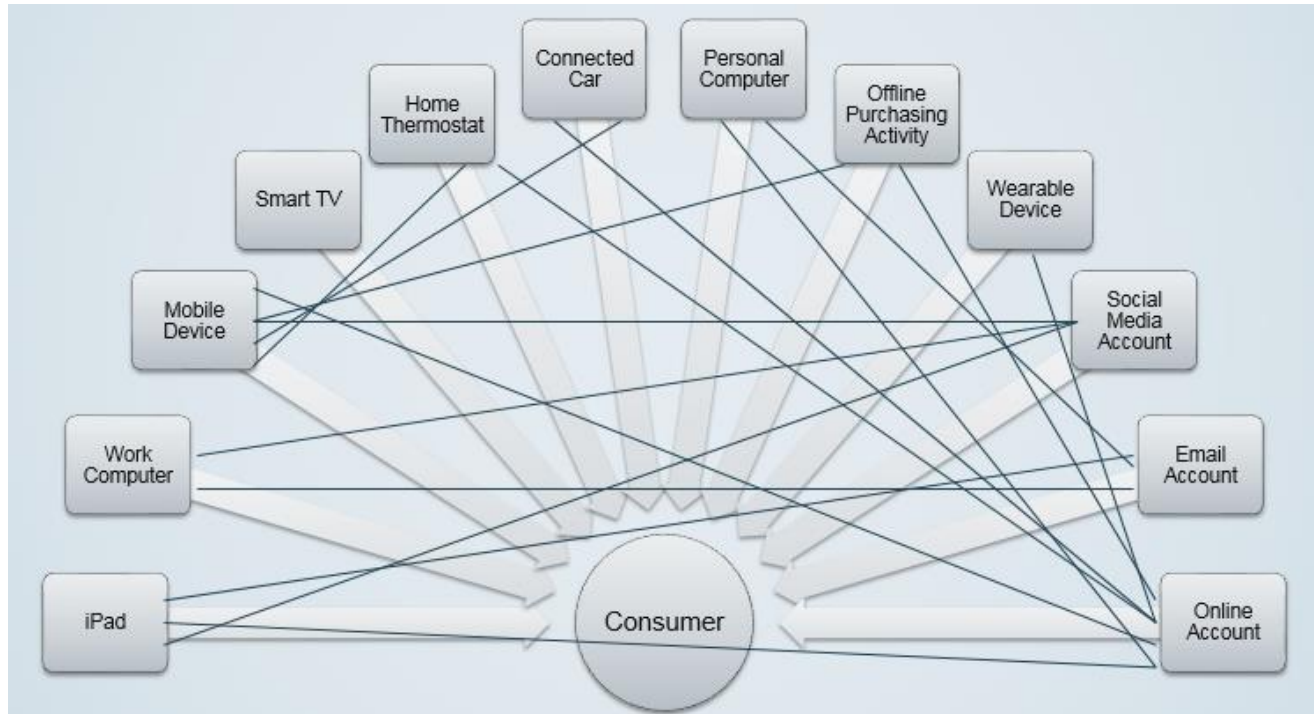 Connected
Car
Personal
Computer
Home
Thermostat
Offline
Purchasing
Activity
Smart TV
Wearable
Device
Mobile
Device
Social
Media
Account
Work
Computer
Email
Account
iPad
Consumer
Online
Account